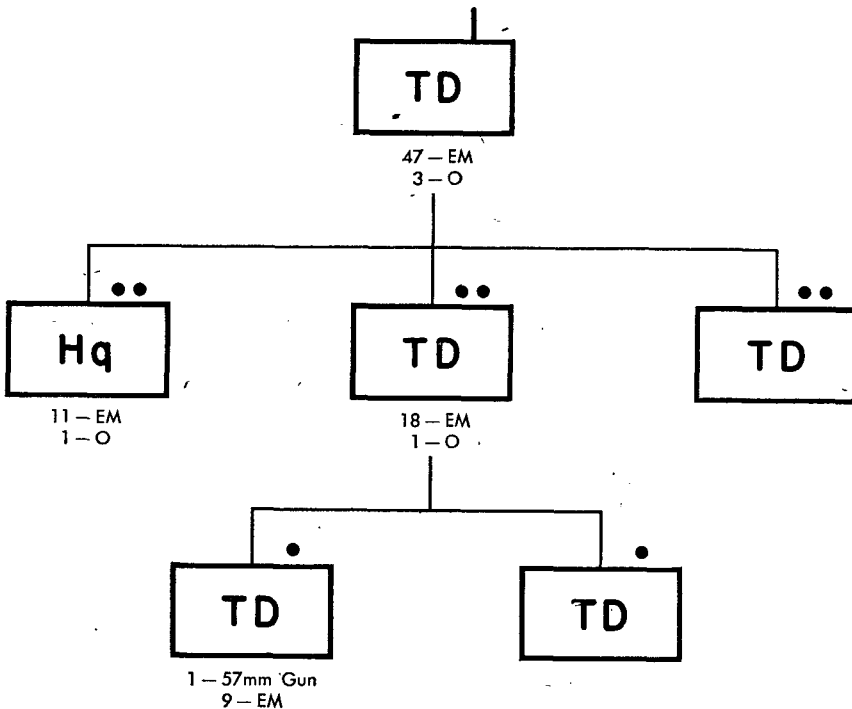 TD
47 — EM
3 — O
Hq
TD
TD
11 — EM
1 — O
18 — EM
1 — O
TD
TD
1 — 57mm Gun
9 — EM